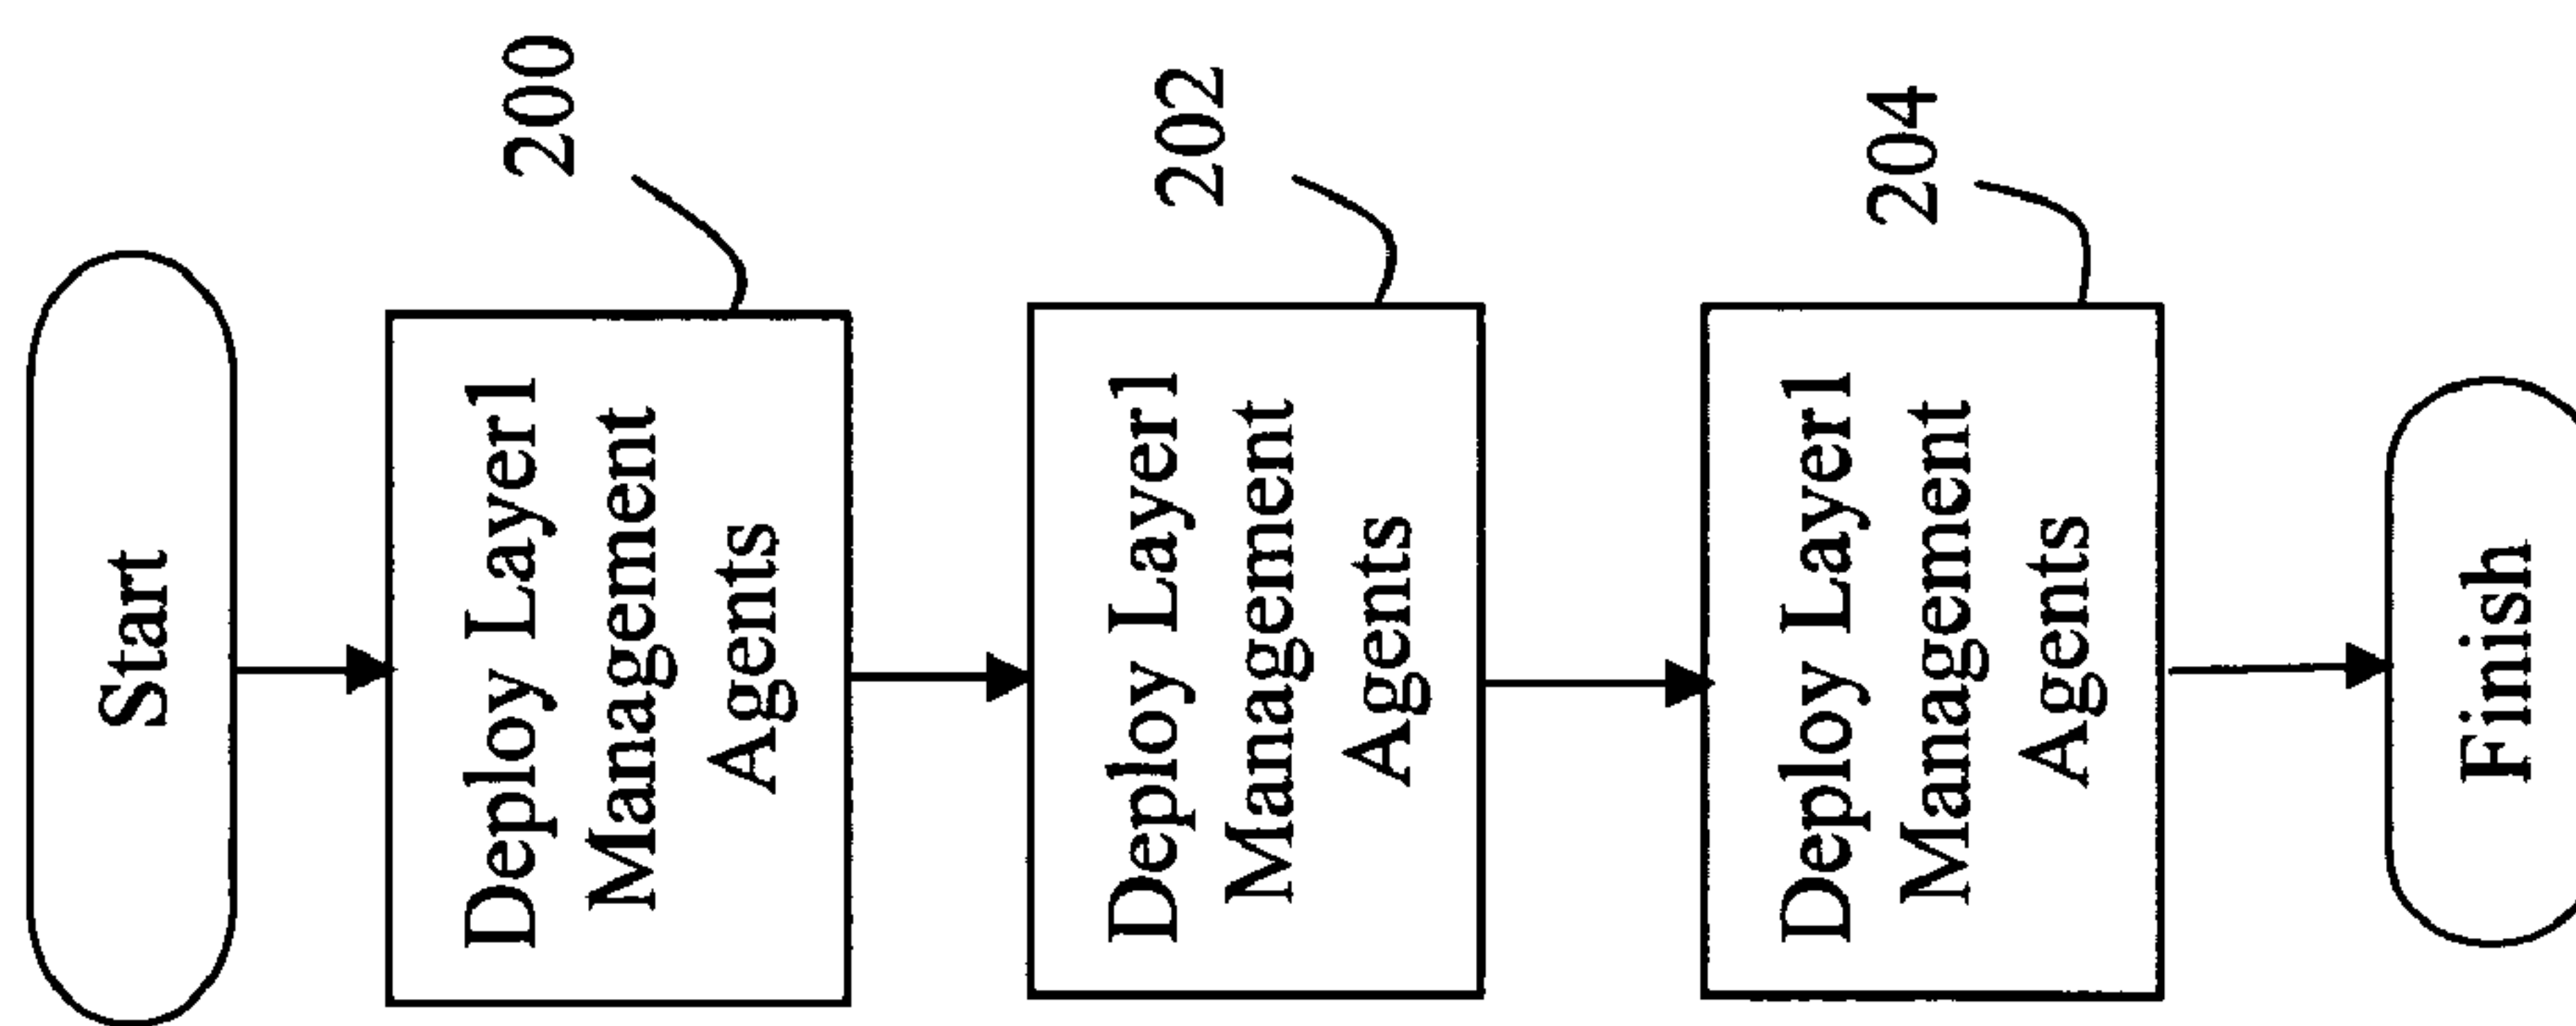 Start
200
Deploy Layer1
Management
Agents
202
Deploy Layer1
Management
Agents
204
Deploy Layer1
Management
Agents
Finish